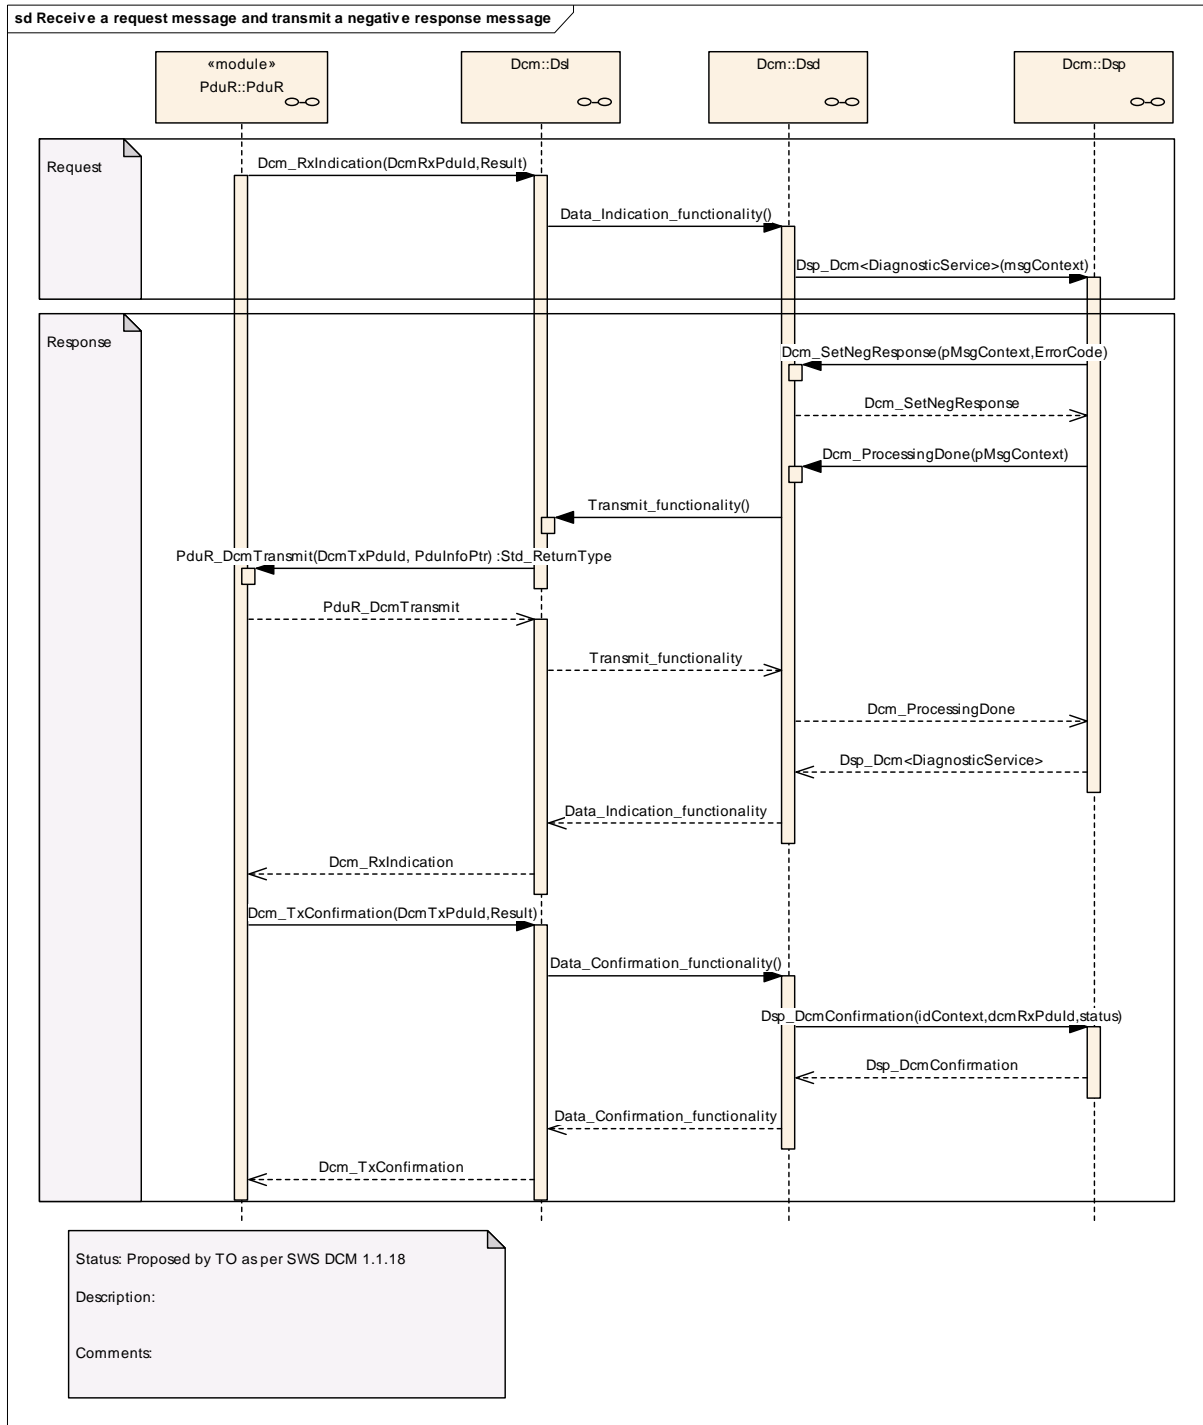 sd Receive a request message and transmit a negative response message
«module»
PduR::PduR
Dcm::Dsl
Dcm::Dsd
Dcm::Dsp
Request
Dcm_RxIndication(DcmRxPduId,Result)
Data_Indication_functionality()
Dsp_Dcm<DiagnosticService>(msgContext)
Response
Dcm_SetNegResponse(pMsgContext,ErrorCode)
Dcm_SetNegResponse
Dcm_ProcessingDone(pMsgContext)
Transmit_functionality()
PduR_DcmTransmit(DcmTxPduId, PduInfoPtr) :Std_ReturnType
PduR_DcmTransmit
Transmit_functionality
Dcm_ProcessingDone
Dsp_Dcm<DiagnosticService>
Data_Indication_functionality
Dcm_RxIndication
Dcm_TxConfirmation(DcmTxPduId,Result)
Data_Confirmation_functionality()
Dsp_DcmConfirmation(idContext,dcmRxPduId,status)
Dsp_DcmConfirmation
Data_Confirmation_functionality
Dcm_TxConfirmation
Status: Proposed by TO as per SWS DCM 1.1.18
Description:
Comments: